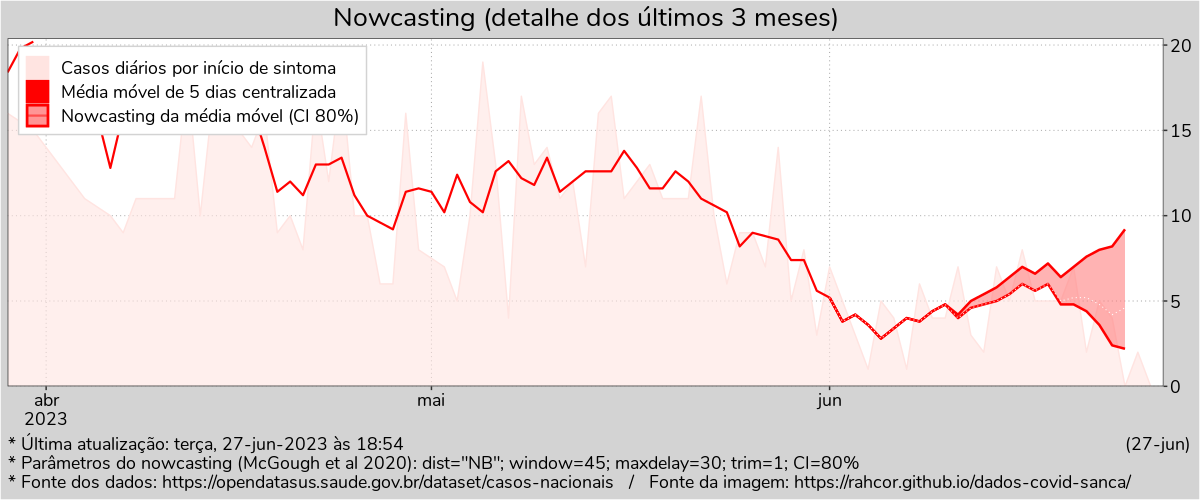 Nowcasting (detalhe dos últimos 3 meses)
Casos diários por início de sintoma
Média móvel de 5 dias centralizada
Nowcasting da média móvel (CI 80%)
20
15
10
5
0
abr
mai
jun
2023
* Última atualização: terça, 27-jun-2023 às 18:54
(27-jun)
* Parâmetros do nowcasting (McGough et al 2020): dist="NB"; window=45; maxdelay=30; trim=1; CI=80%
* Fonte dos dados: https://opendatasus.saude.gov.br/dataset/casos-nacionais / Fonte da imagem: https://rahcor.github.io/dados-covid-sanca/